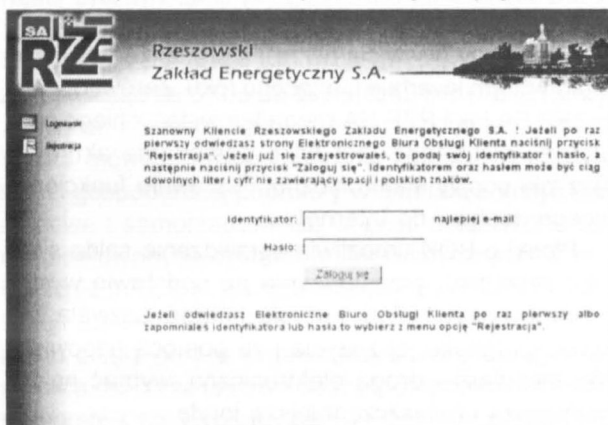 SA
RZE
Rzeszowski
Zakład Energetyczny S.A.
Logowanie
Rejestracja
Szanowny Kliencie Rzeszowskiego Zakładu Energetycznego S.A. ! Jeżeli po raz
pierwszy odwiedzasz strony Elektronicznego Biura Obsługi Klienta naciśnij przycisk
"Rejestracja". Jeżeli już się zarejestrowałeś, to podaj swój identyfikator i hasło, a
następnie naciśnij przycisk "Zaloguj się". Identyfikatorem oraz hasłem może być ciąg
dowolnych liter i cyfr nie zawierający spacji i polskich znaków.
Identyfikator: najlepiej e-mail
Hasło:
Zaloguj się
Jeżeli odwiedzasz Elektroniczne Biuro Obsługi Klienta po raz pierwszy albo
zapomniałeś identyfikatora lub hasła to wybierz z menu opcję "Rejestracja".